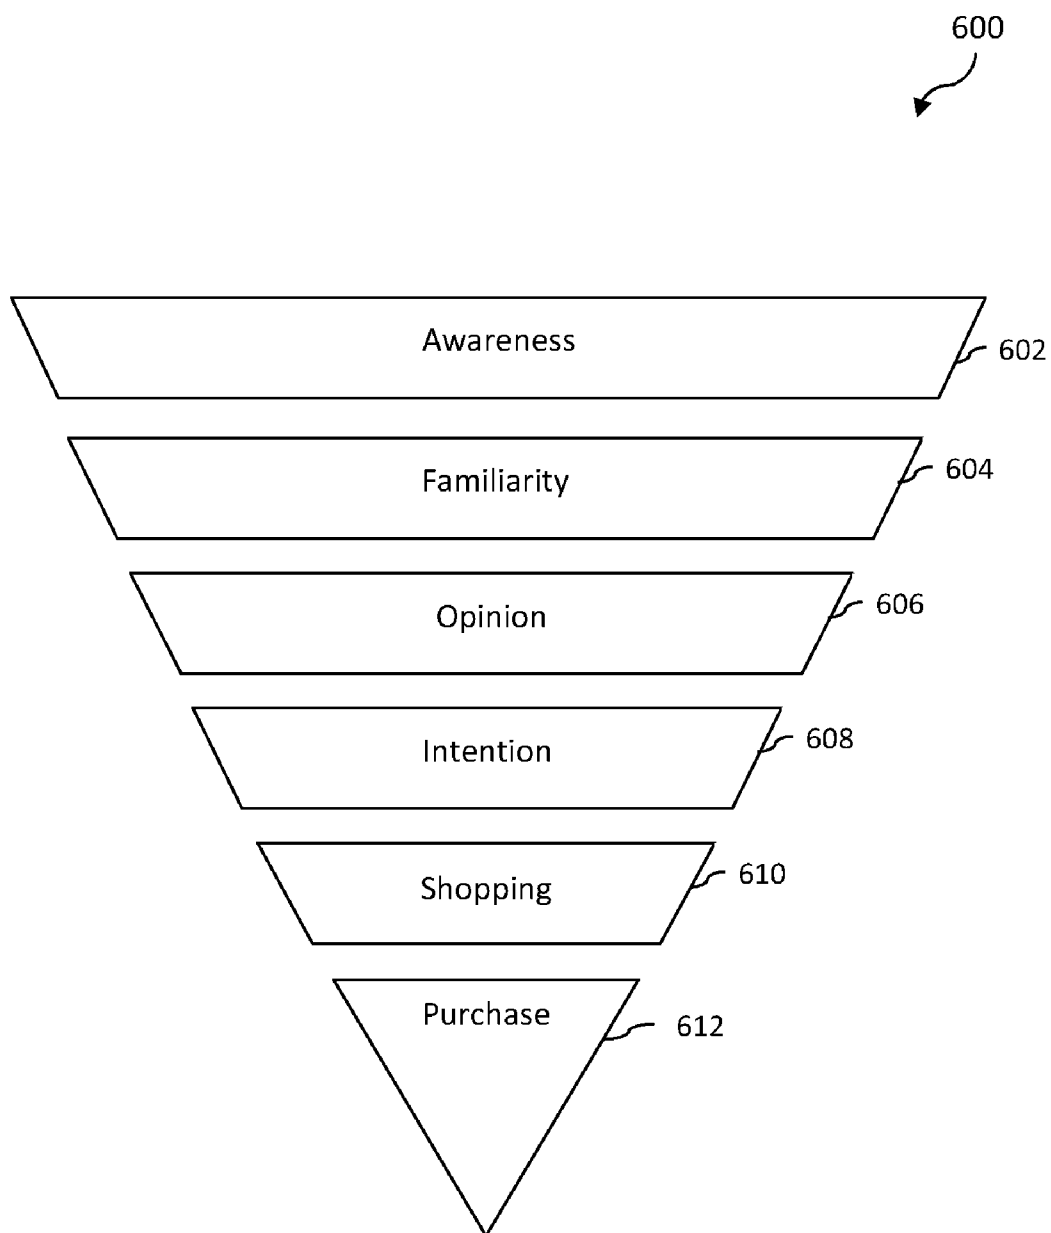 600
Awareness
602
Familiarity
604
Opinion
606
Intention
608
Shopping
610
Purchase
612